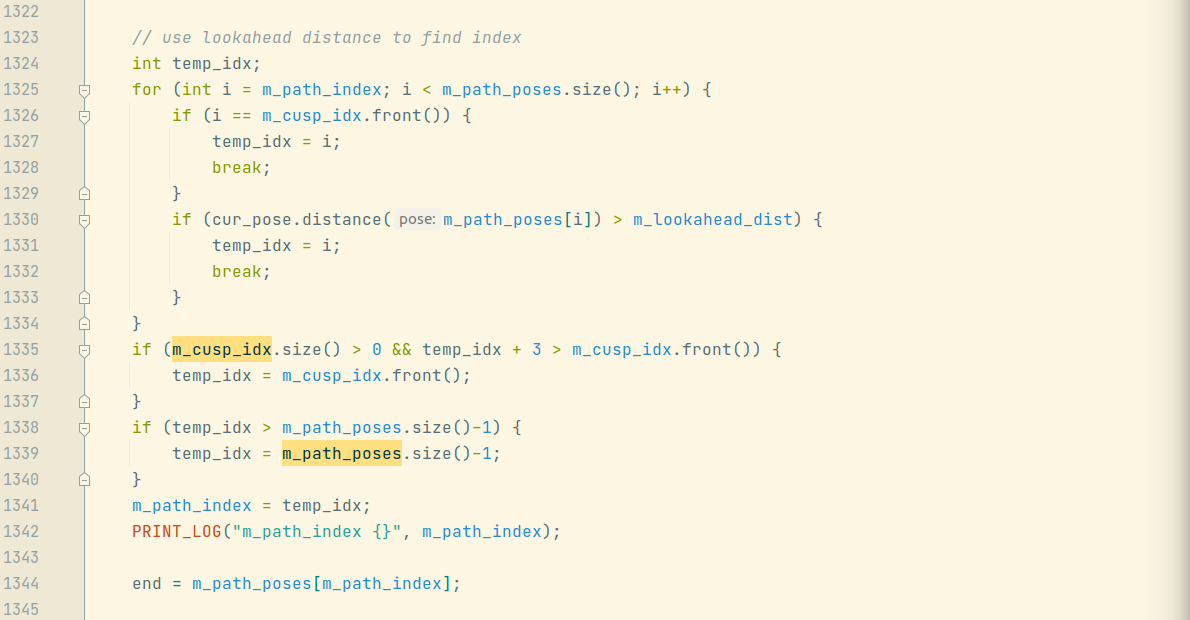 1322
1323 // use lookahead distance to find index
1324 int temp_idx;
1325 for (int i = m_path_index; i < m_path_poses.size(); i++) {
1326 if (i == m_cusp_idx.front()) {
1327 temp_idx = i;
1328 break;
1329 }
1330 if (cur_pose.distance( pose: m_path_poses[i]) > m_lookahead_dist) {
1331 temp_idx = i;
1332 break;
1333 }
1334 }
1335 if (m_cusp_idx.size() > 0 && temp_idx + 3 > m_cusp_idx.front()) {
1336 temp_idx = m_cusp_idx.front();
1337 }
1338 if (temp_idx > m_path_poses.size()-1) {
1339 temp_idx = m_path_poses.size()-1;
1340 }
1341 m_path_index = temp_idx;
1342 PRINT_LOG("m_path_index {}", m_path_index);
1343
1344 end = m_path_poses[m_path_index];
1345